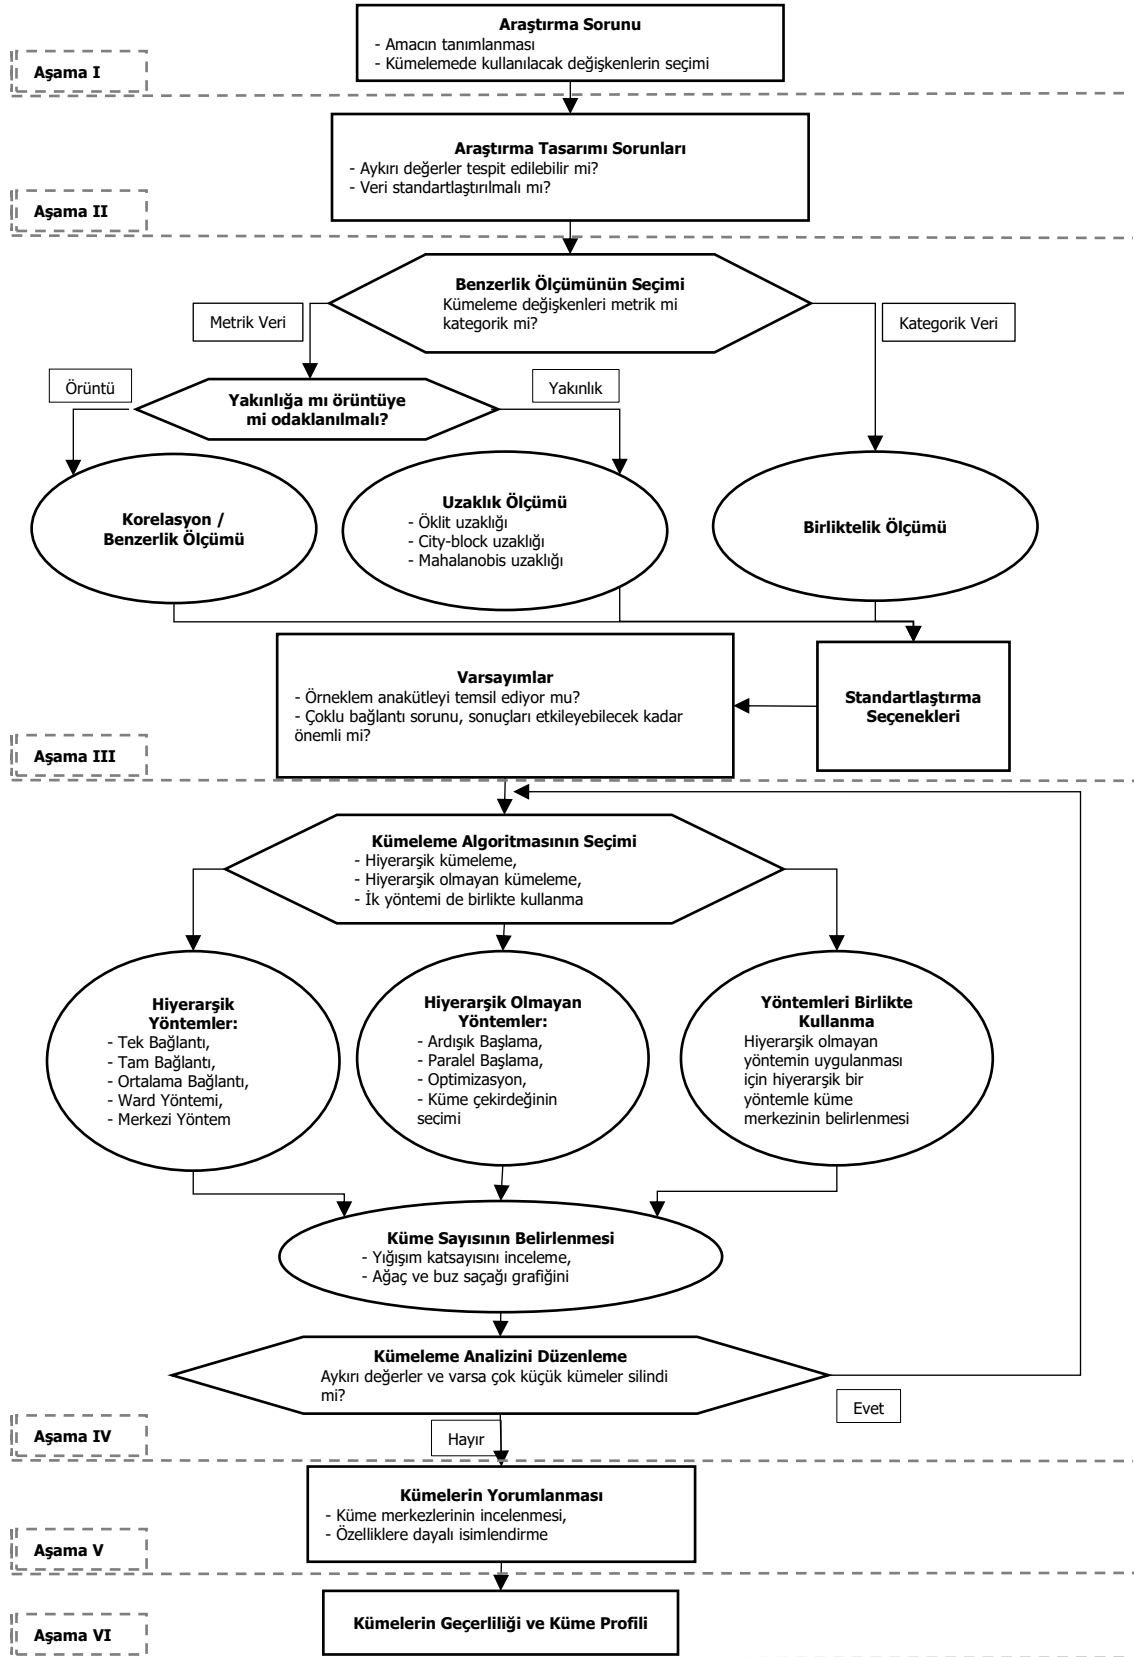 Araştırma Sorunu
- Amacın tanımlanması
- Kümelemede kullanılacak değişkenlerin seçimi
Aşama I
Araştırma Tasarımı Sorunları
- Aykırı değerler tespit edilebilir mi?
- Veri standartlaştırılmalı mı?
Aşama II
Benzerlik Ölçümünün Seçimi
Kümeleme değişkenleri metrik mi
kategorik mi?
Metrik Veri
Kategorik Veri
Örüntü
Yakınlık
Yakınlığa mı örüntüye
mi odaklanılmalı?
Korelasyon /
Benzerlik Ölçümü
Uzaklık Ölçümü
- Öklit uzaklığı
- City-block uzaklığı
- Mahalanobis uzaklığı
Birliktelik Ölçümü
Varsayımlar
- Örneklem anakütleyi temsil ediyor mu?
- Çoklu bağlantı sorunu, sonuçları etkileyebilecek kadar
önemli mi?
Standartlaştırma
Seçenekleri
Aşama III
Kümeleme Algoritmasının Seçimi
- Hiyerarşik kümeleme,
- Hiyerarşik olmayan kümeleme,
- İk yöntemi de birlikte kullanma
Hiyerarşik
Yöntemler:
- Tek Bağlantı,
- Tam Bağlantı,
- Ortalama Bağlantı,
- Ward Yöntemi,
- Merkezi Yöntem
Hiyerarşik Olmayan
Yöntemler:
- Ardışık Başlama,
- Paralel Başlama,
- Optimizasyon,
- Küme çekirdeğinin
seçimi
Yöntemleri Birlikte
Kullanma
Hiyerarşik olmayan
yöntemin uygulanması
için hiyerarşik bir
yöntemle küme
merkezinin belirlenmesi
Küme Sayısının Belirlenmesi
- Yığışım katsayısını inceleme,
- Ağaç ve buz saçağı grafiğini
Kümeleme Analizini Düzenleme
Aykırı değerler ve varsa çok küçük kümeler silindi
mi?
Evet
Hayır
Aşama IV
Kümelerin Yorumlanması
- Küme merkezlerinin incelenmesi,
- Özelliklere dayalı isimlendirme
Aşama V
Kümelerin Geçerliliği ve Küme Profili
Aşama VI